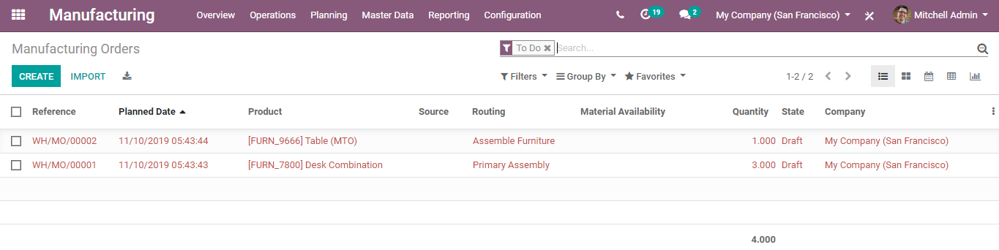 Manufacturing Overview Operations Planning Master Data Reporting Configuration 19 2 My Company (San Francisco) Mitchell Admin
Manufacturing Orders To Do Search...
CREATE IMPORT Filters Group By Favorites 1-2 / 2
Reference Planned Date Product Source Routing Material Availability Quantity State Company
WH/MO/00002 11/10/2019 05:43:44 [FURN_9666] Table (MTO) Assemble Furniture 1.000 Draft My Company (San Francisco)
WH/MO/00001 11/10/2019 05:43:43 [FURN_7800] Desk Combination Primary Assembly 3.000 Draft My Company (San Francisco)
4.000